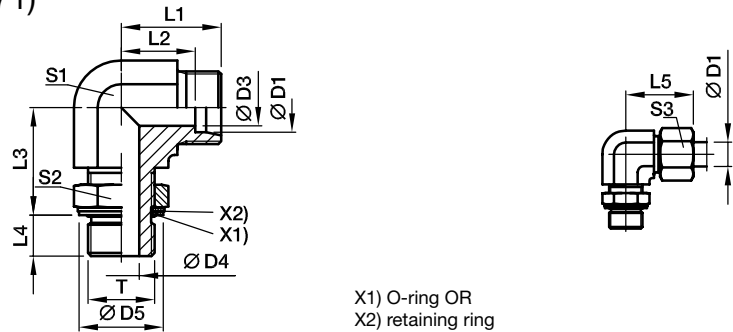 L1
L2
S1
Ø D3
Ø D1
L3
S2
X2)
X1)
L4
T
Ø D4
Ø D5
L5
Ø D1
S3
X1) O-ring OR
X2) retaining ring